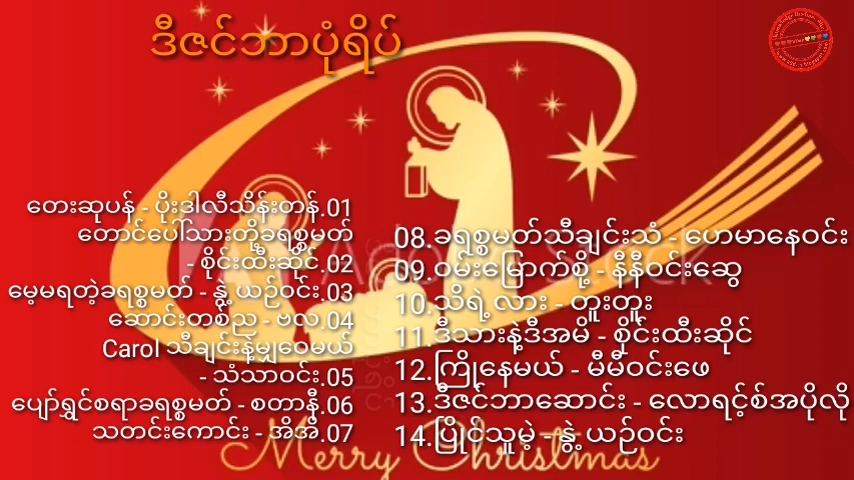 ဒီဇင်ဘာပုံရိပ်
တေးဆုပန် - ပိုးဒါလီသိန်းတန်.01
တောင်ပေါ်သားတို့ခရစ္စမတ်
- စိုင်းထီးဆိုင်.02
မေ့မရတဲ့ခရစ္စမတ် - နွဲ့ယဉ်ဝင်း.03
ဆောင်းတစ်ည - ဗလ.04
Carol သီချင်းနဲ့မျှဝေမယ်
- သံသာဝင်း.05
ပျော်ရွှင်စရာခရစ္စမတ် - စတာနီ.06
သတင်းကောင်း - အိအိ.07
08.ခရစ္စမတ်သီချင်းသံ - ဟေမာနေဝင်း
09.ဝမ်းမြောက်စို့ - နီနီဝင်းဆွေ
10.သိရဲ့လား - တူးတူး
11.ဒီသားနဲ့ဒီအမိ - စိုင်းထီးဆိုင်
12.ကြိုနေမယ် - မီမီဝင်းဖေ
13.ဒီဇင်ဘာဆောင်း - လောရင့်စ်အပိုလို
14.ပြိုင်သူမဲ့ - နွဲ့ယဉ်ဝင်း
Merry Christmas